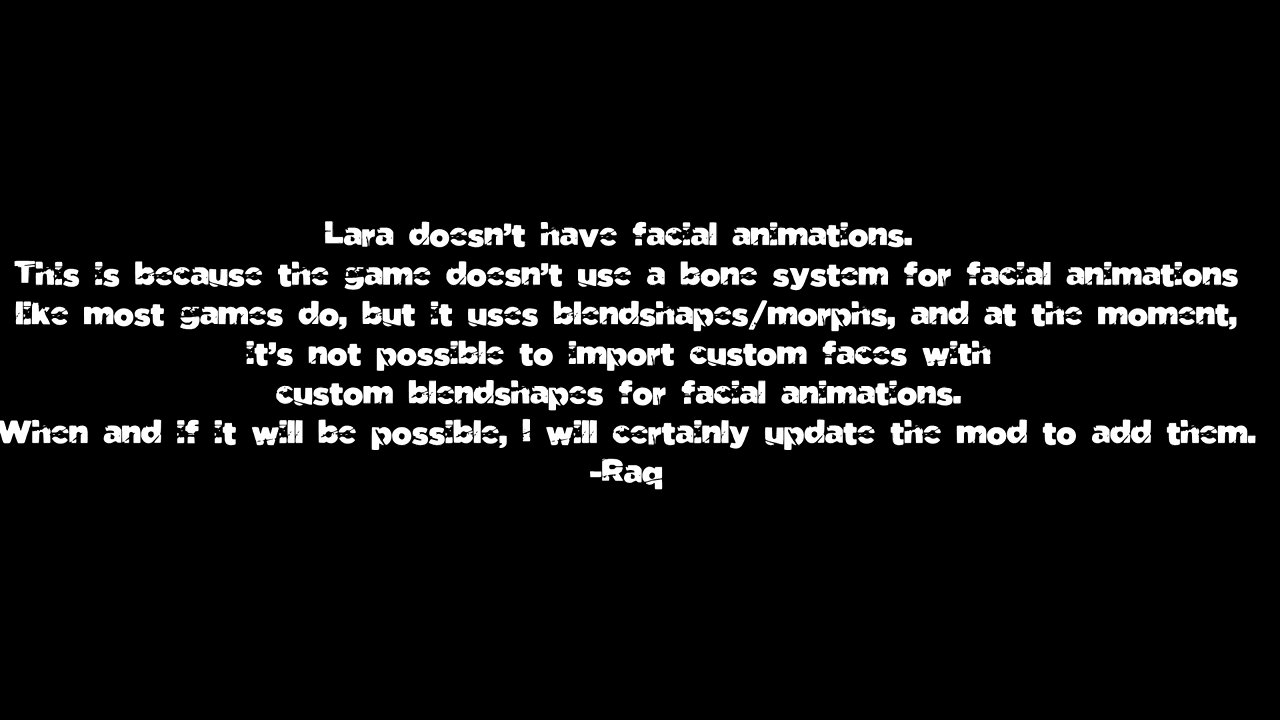 Lara doesn't have facial animations.
This is because the game doesn't use a bone system for facial animations
like most games do, but it uses blendshapes/morphs, and at the moment,
it's not possible to import custom faces with
custom blendshapes for facial animations.
When and if it will be possible, I will certainly update the mod to add them.
-Raq